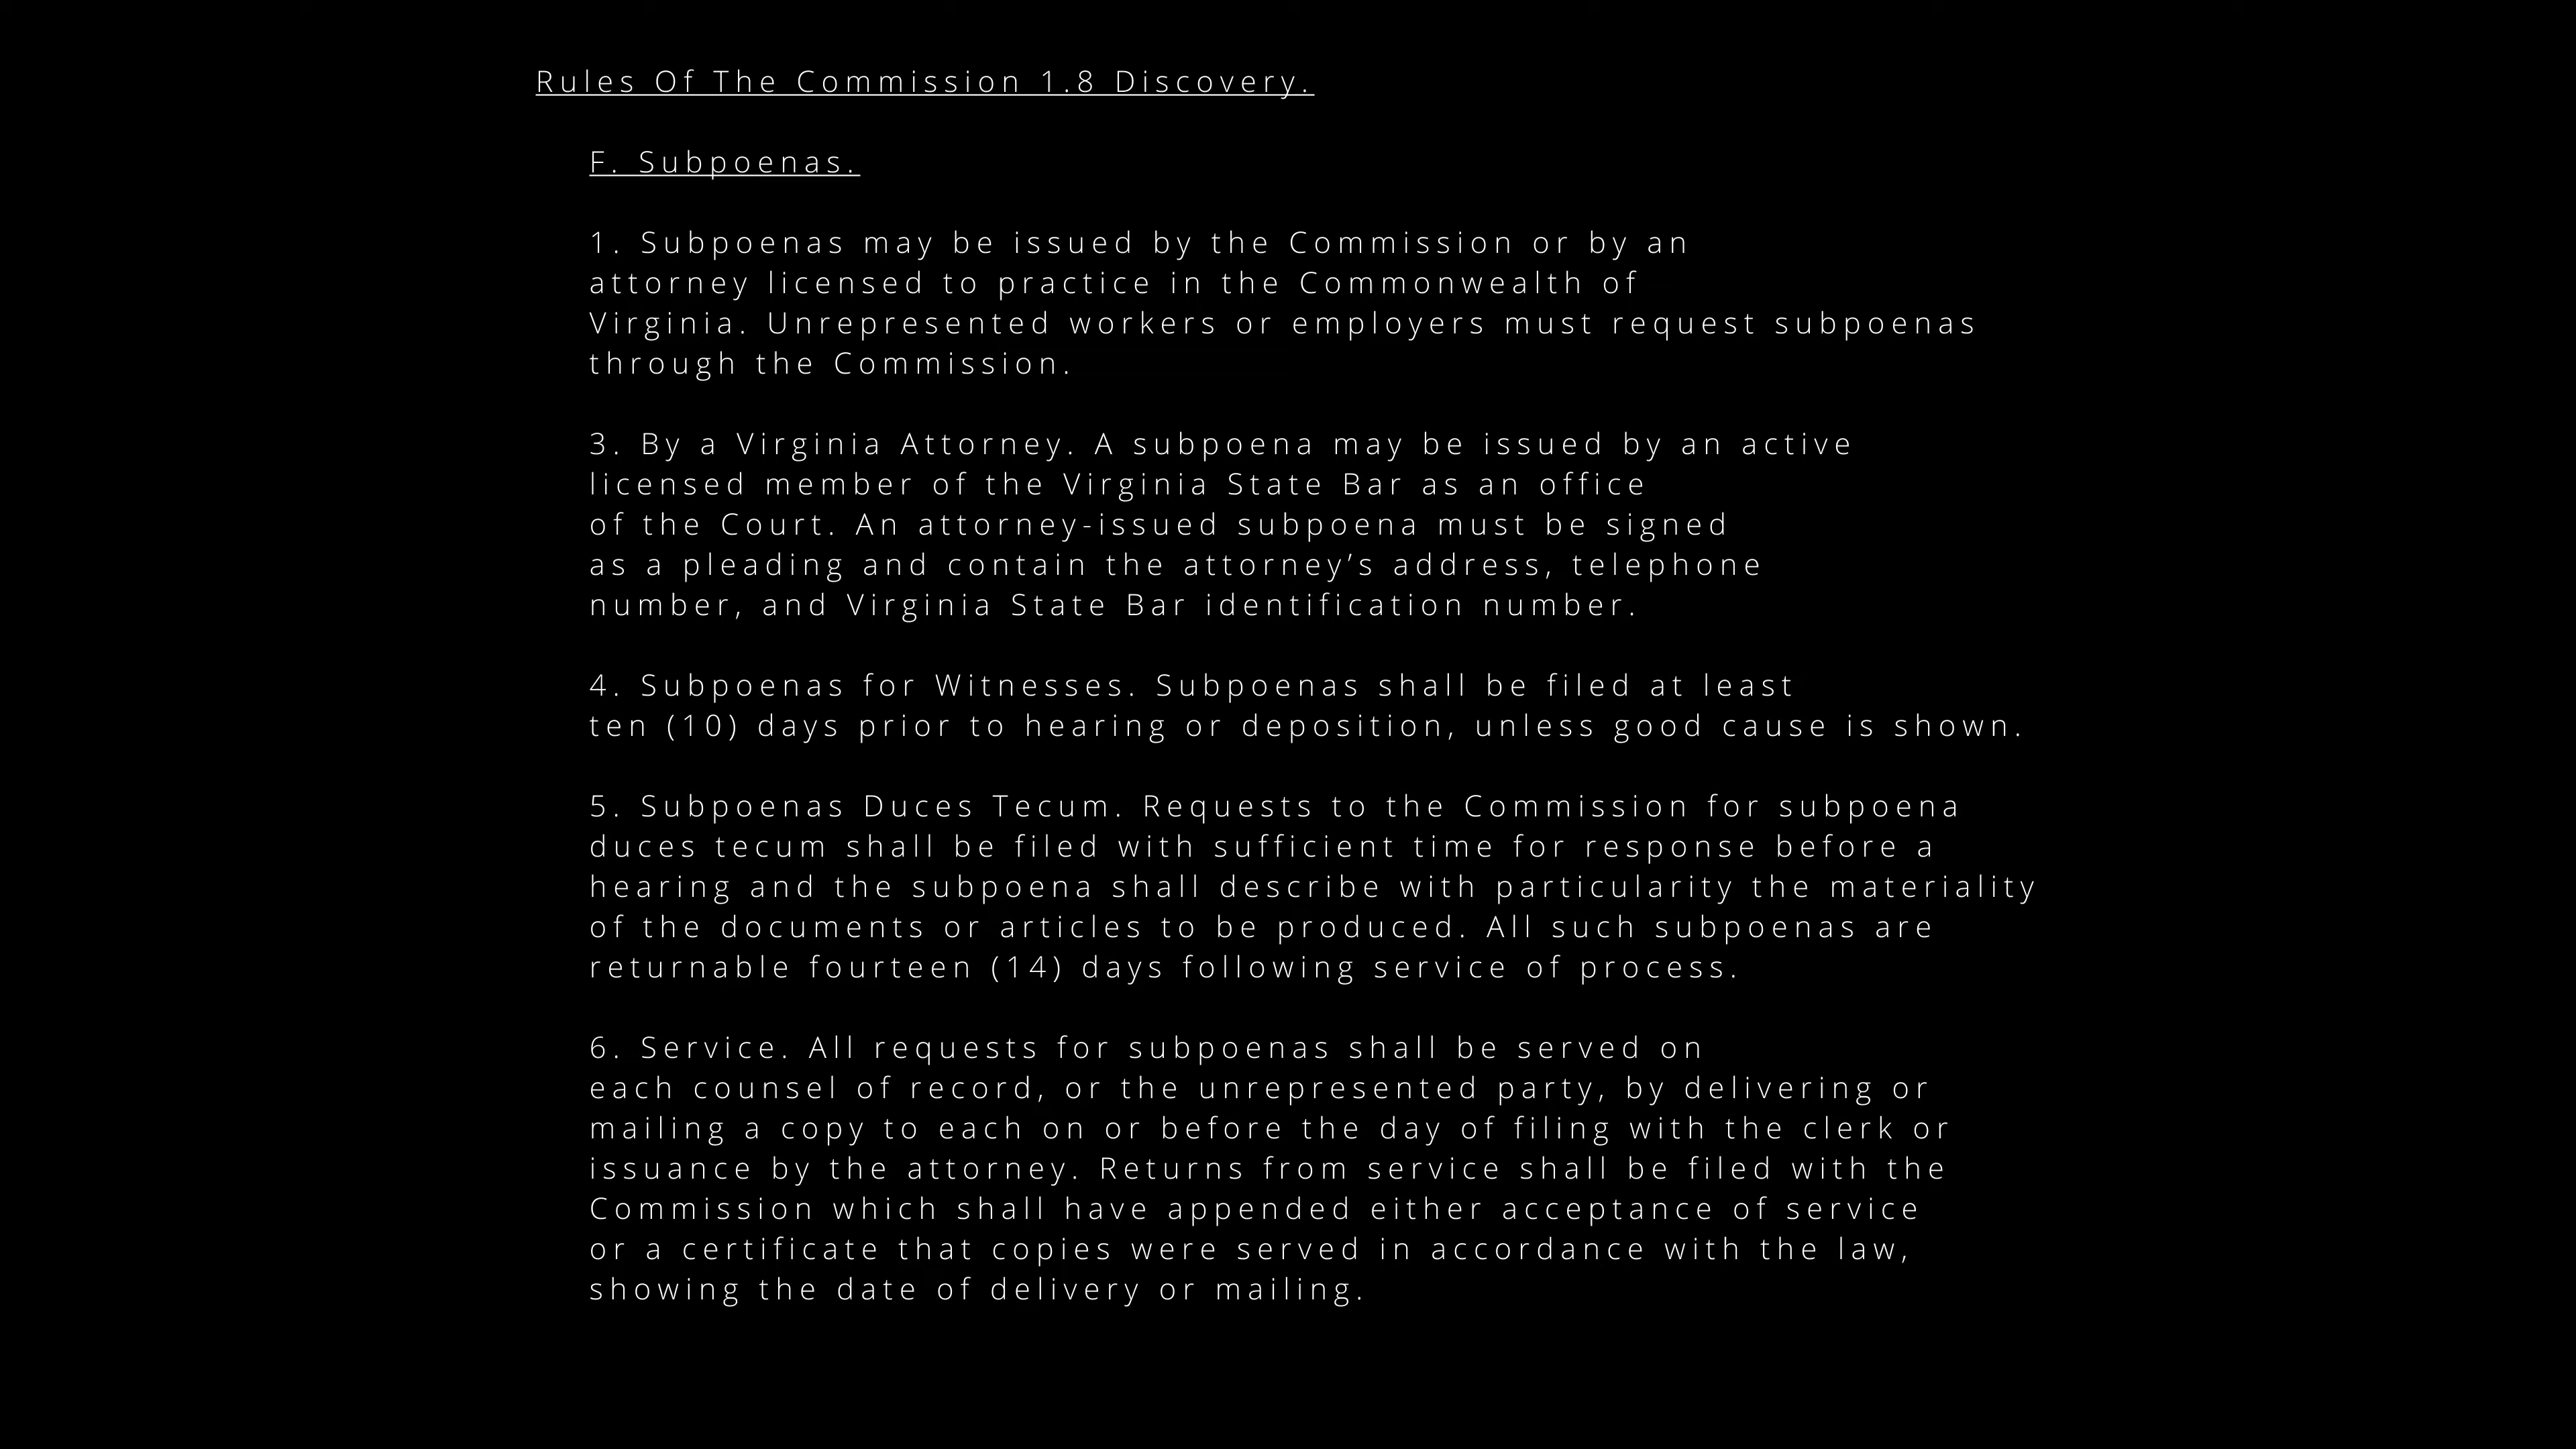 Rules Of The Commission 1.8 Discovery.
F. Subpoenas.
1. Subpoenas may be issued by the Commission or by an
attorney licensed to practice in the Commonwealth of
Virginia. Unrepresented workers or employers must request subpoenas
through the Commission.
3. By a Virginia Attorney. A subpoena may be issued by an active
licensed member of the Virginia State Bar as an office
of the Court. An attorney-issued subpoena must be signed
as a pleading and contain the attorney’s address, telephone
number, and Virginia State Bar identification number.
4. Subpoenas for Witnesses. Subpoenas shall be filed at least
ten (10) days prior to hearing or deposition, unless good cause is shown.
5. Subpoenas Duces Tecum. Requests to the Commission for subpoena
duces tecum shall be filed with sufficient time for response before a
hearing and the subpoena shall describe with particularity the materiality
of the documents or articles to be produced. All such subpoenas are
returnable fourteen (14) days following service of process.
6. Service. All requests for subpoenas shall be served on
each counsel of record, or the unrepresented party, by delivering or
mailing a copy to each on or before the day of filing with the clerk or
issuance by the attorney. Returns from service shall be filed with the
Commission which shall have appended either acceptance of service
or a certificate that copies were served in accordance with the law,
showing the date of delivery or mailing.